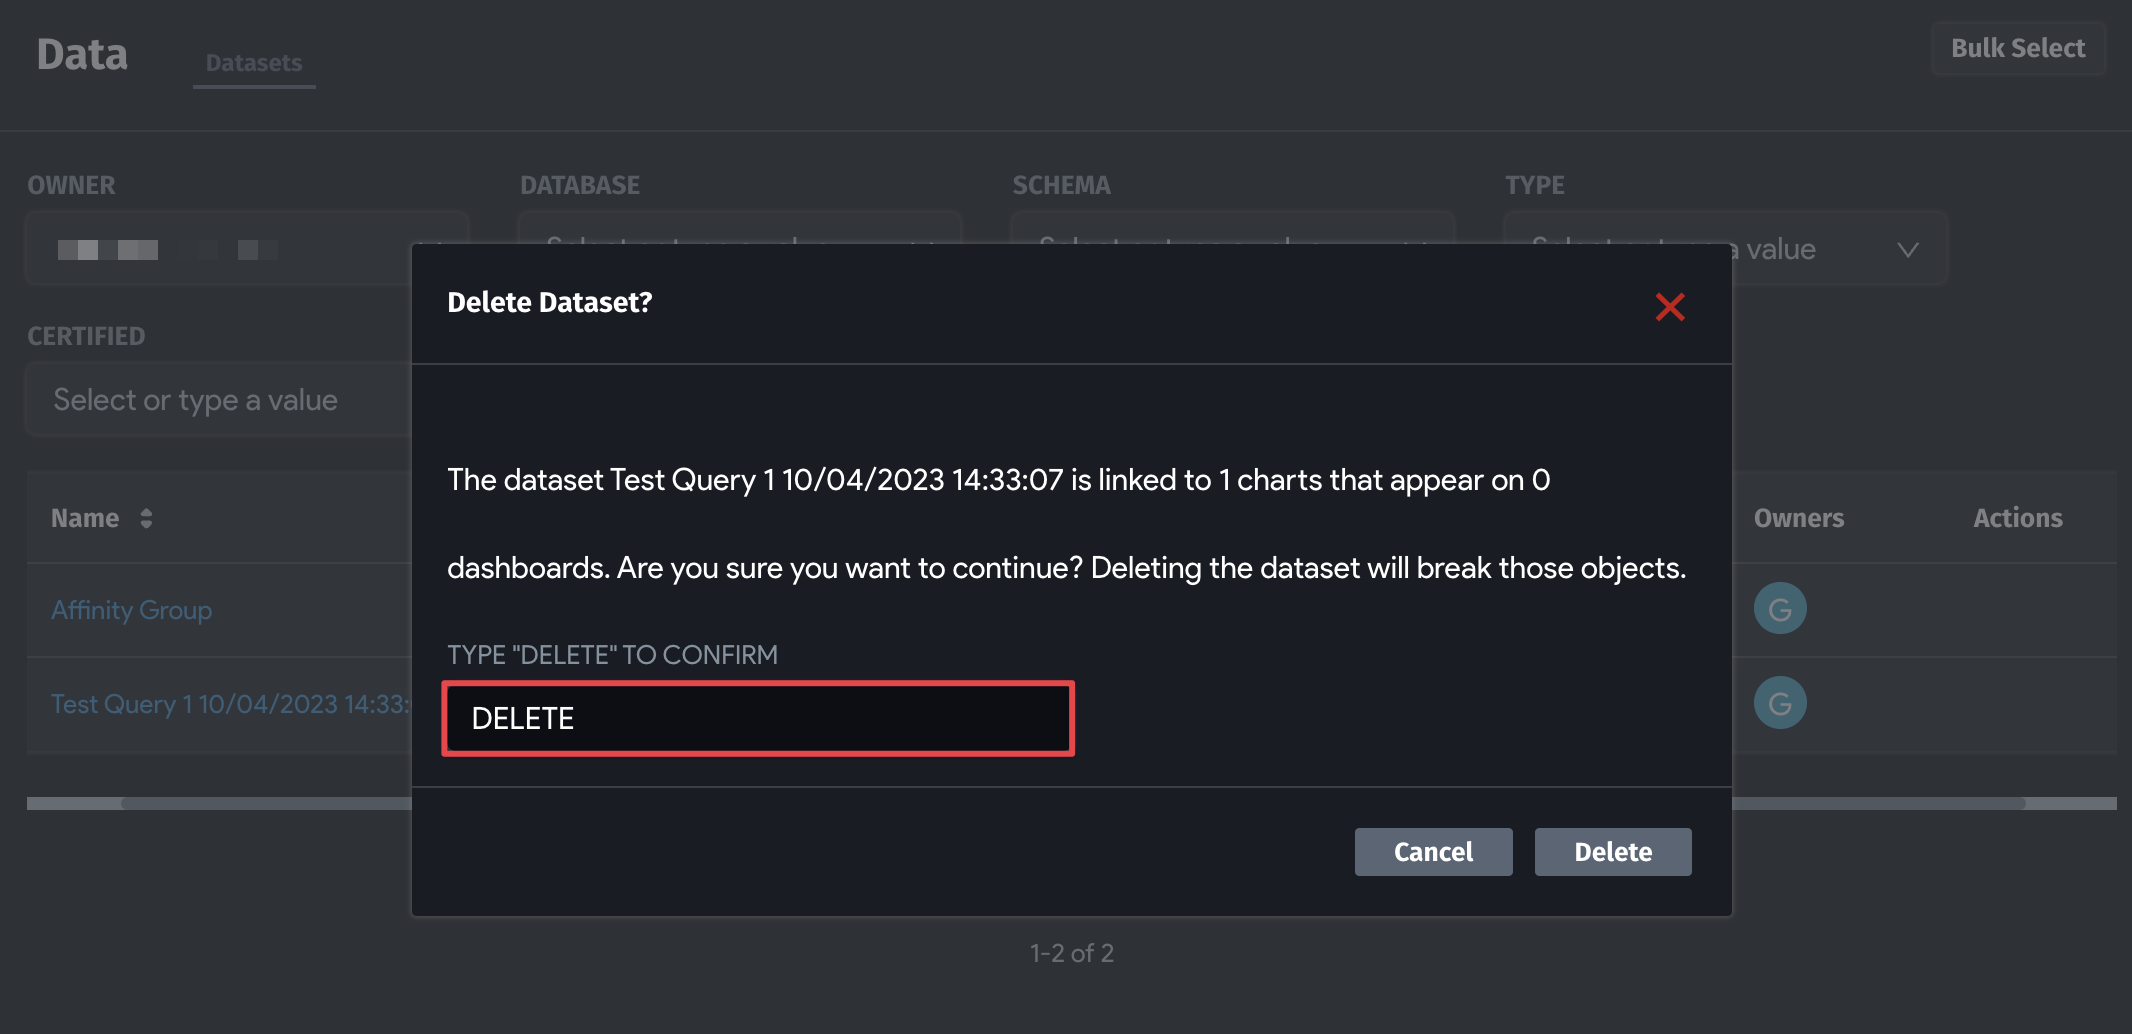 Data
Datasets
Bulk Select
OWNER
DATABASE
SCHEMA
TYPE
a value
CERTIFIED
Select or type a value
Delete Dataset?
The dataset Test Query 1 10/04/2023 14:33:07 is linked to 1 charts that appear on 0
dashboards. Are you sure you want to continue? Deleting the dataset will break those objects.
TYPE "DELETE" TO CONFIRM
DELETE
Cancel
Delete
Name
Owners
Actions
Affinity Group
G
Test Query 1 10/04/2023 14:33:
G
1-2 of 2